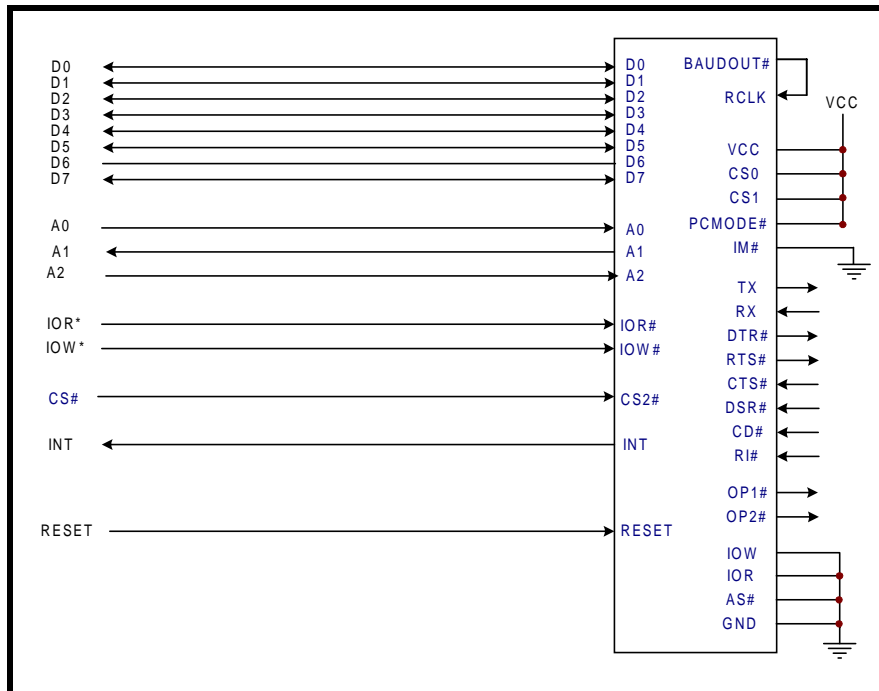 D0
D1
D2
D3
D4
D5
D6
D7
A0
A1
A2
IOR*
IOW*
CS#
INT
RESET
D0
D1
D2
D3
D4
D5
D6
D7
A0
A1
A2
IOR#
IOW#
CS2#
INT
RESET
BAUDOUT#
RCLK
VCC
VCC
CS0
CS1
PCMODE#
IM#
TX
RX
DTR#
RTS#
CTS#
DSR#
CD#
RI#
OP1#
OP2#
IOW
IOR
AS#
GND